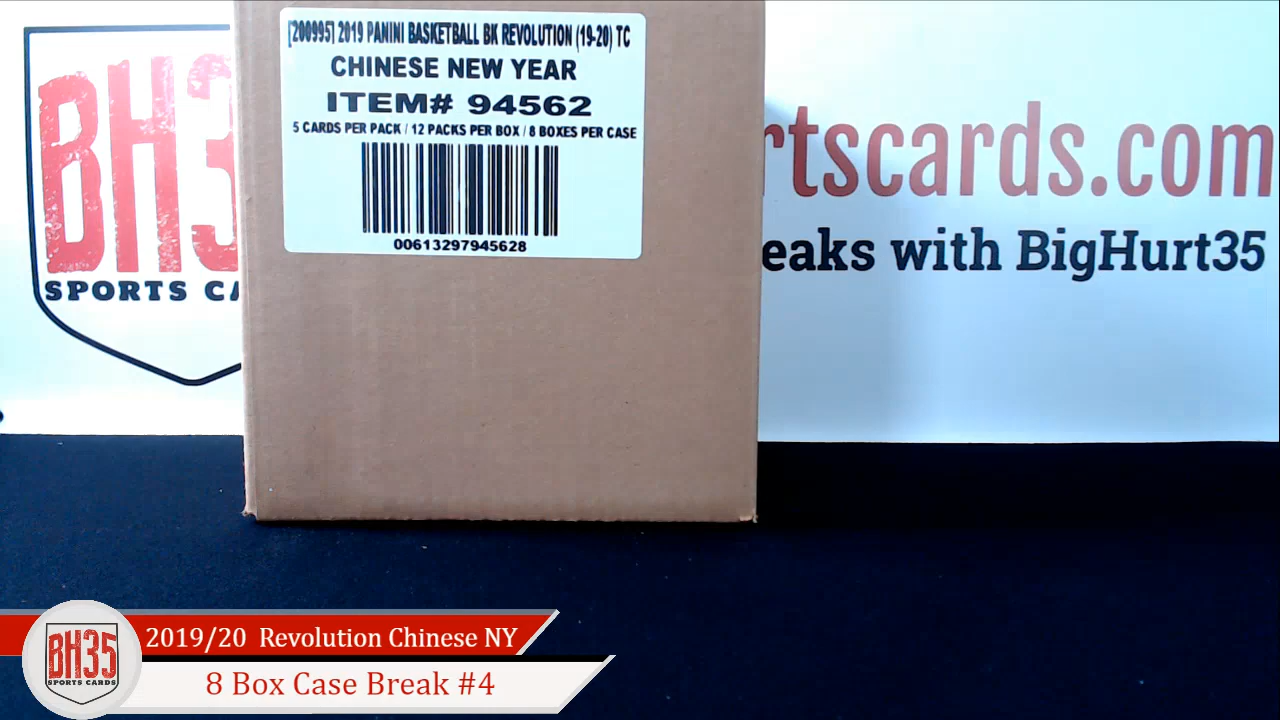 [200995] 2019 PANINI BASKETBALL BK REVOLUTION (19-20) TC
CHINESE NEW YEAR
ITEM# 94562
5 CARDS PER PACK / 12 PACKS PER BOX / 8 BOXES PER CASE
00613297945628
BH35
SPORTS CA
rtscards.com
eaks with BigHurt35
BH35
SPORTS CARDS
2019/20 Revolution Chinese NY
8 Box Case Break #4